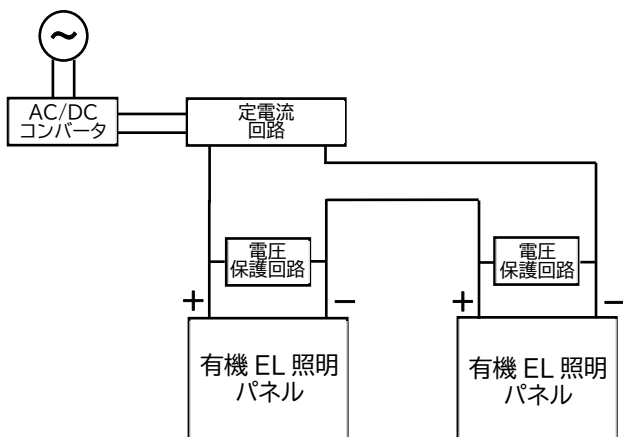 ~
AC/DC
コンバータ
定電流
回路
電圧
保護回路
電圧
保護回路
+
−
+
−
有機 EL 照明
パネル
有機 EL 照明
パネル